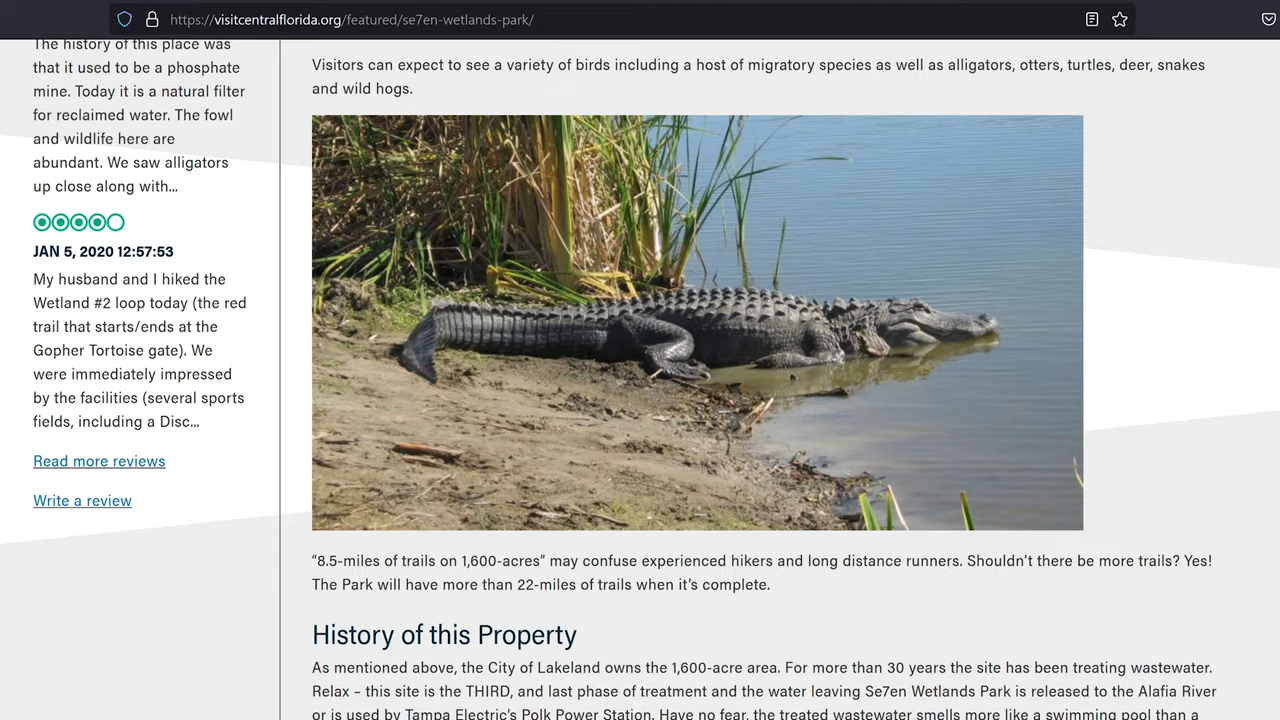 https://visitcentralflorida.org/featured/se7en-wetlands-park/
The history of this place was
that it used to be a phosphate
mine. Today it is a natural filter
for reclaimed water. The fowl
and wildlife here are
abundant. We saw alligators
up close along with...
JAN 5, 2020 12:57:53
My husband and I hiked the
Wetland #2 loop today (the red
trail that starts/ends at the
Gopher Tortoise gate). We
were immediately impressed
by the facilities (several sports
fields, including a Disc...
Read more reviews
Write a review
Visitors can expect to see a variety of birds including a host of migratory species as well as alligators, otters, turtles, deer, snakes
and wild hogs.
“8.5-miles of trails on 1,600-acres” may confuse experienced hikers and long distance runners. Shouldn’t there be more trails? Yes!
The Park will have more than 22-miles of trails when it’s complete.
History of this Property
As mentioned above, the City of Lakeland owns the 1,600-acre area. For more than 30 years the site has been treating wastewater.
Relax – this site is the THIRD, and last phase of treatment and the water leaving Se7en Wetlands Park is released to the Alafia River
or is used by Tampa Electric’s Polk Power Station. Have no fear, the treated wastewater smells more like a swimming pool than a